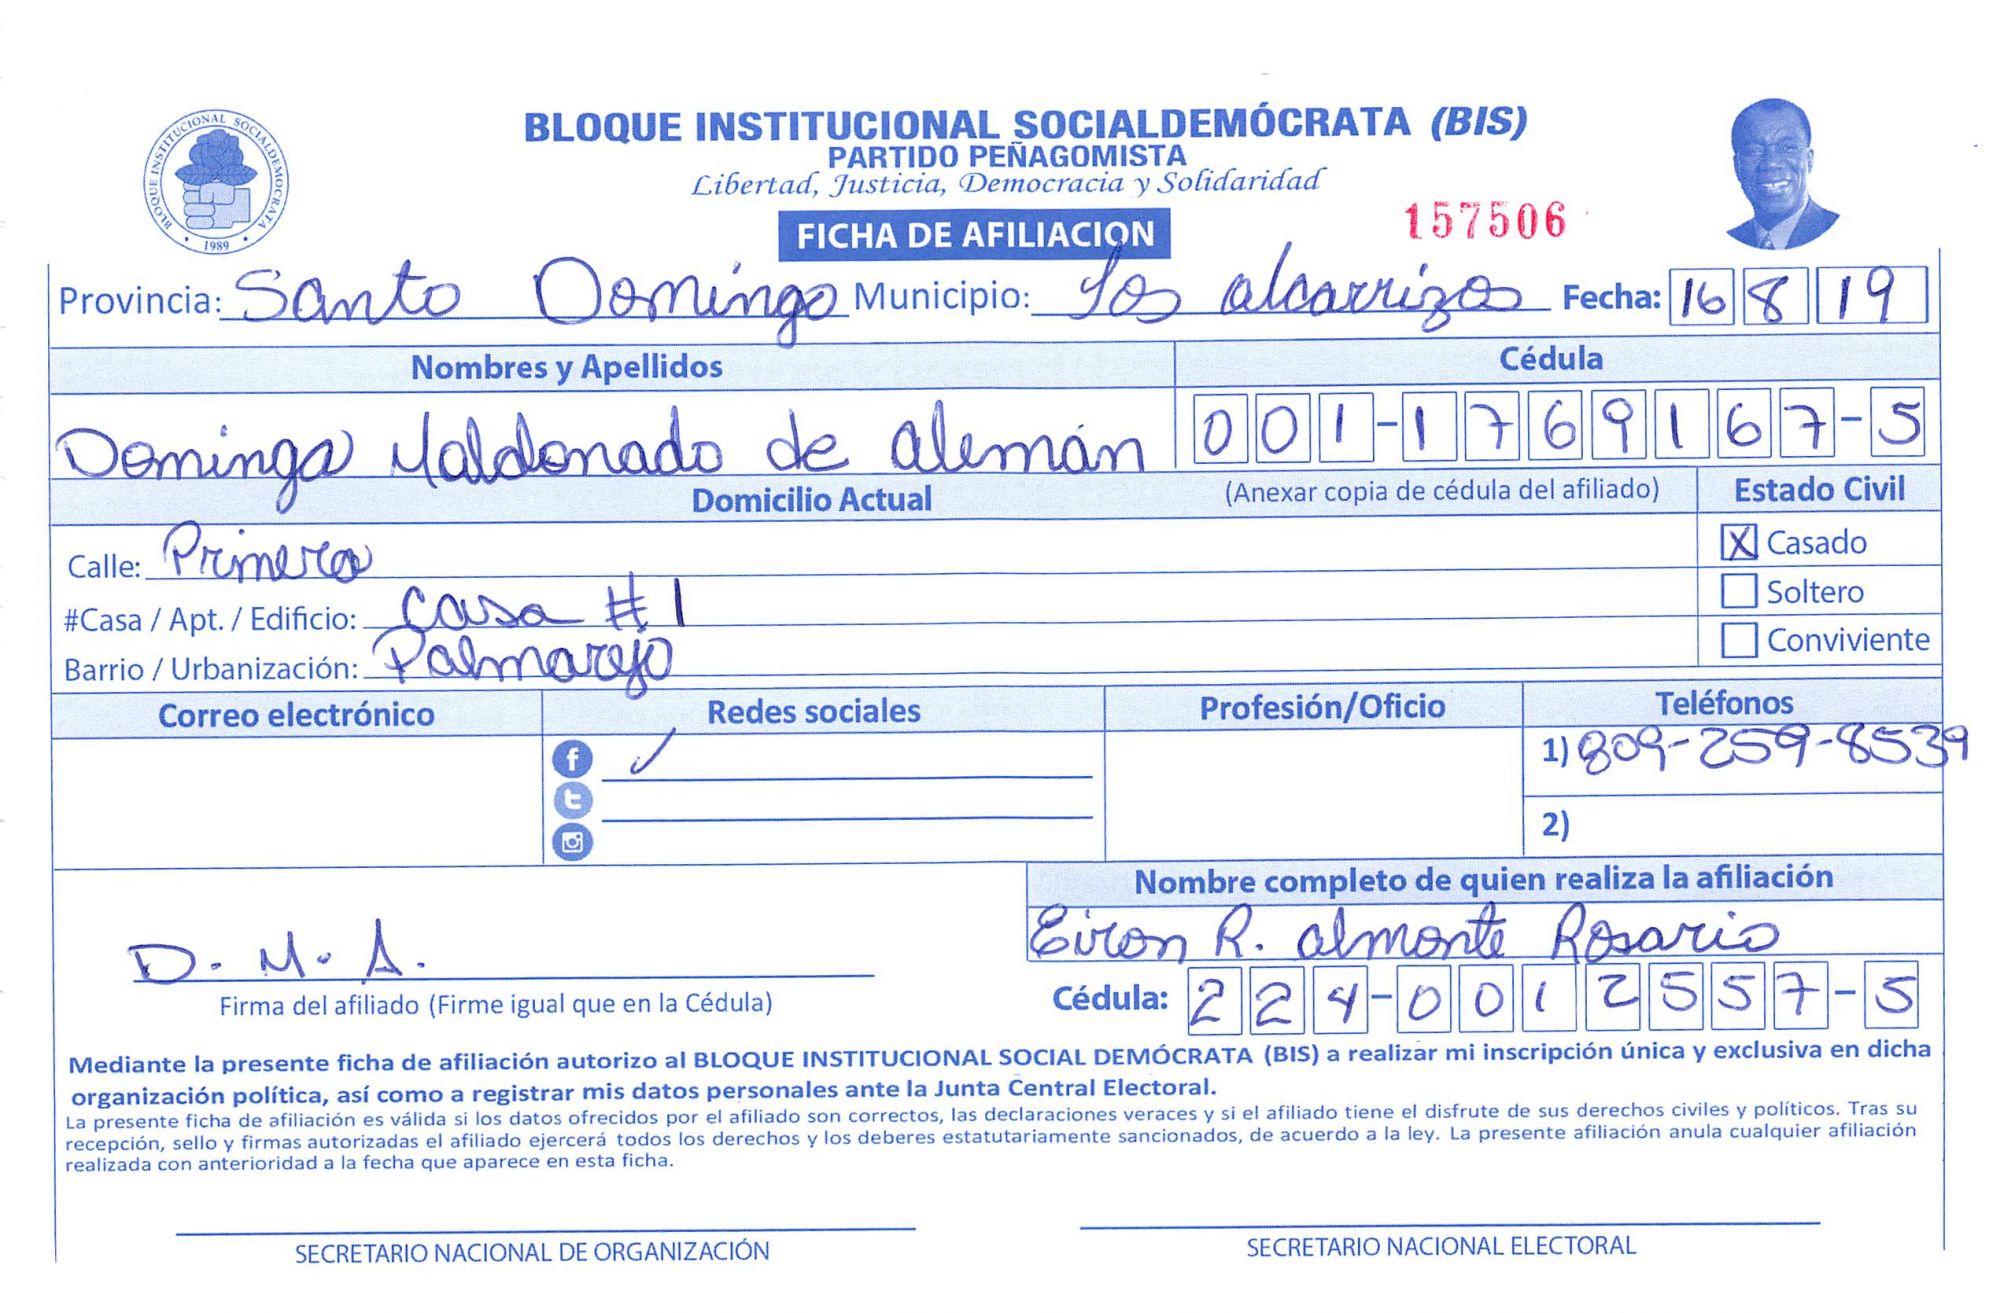 BLOQUE INSTITUCIONAL SOCIALDEMÓCRATA (BIS)
PARTIDO PEÑAGOMISTA
Libertad, Justicia, Democracia y Solidaridad
BLOQUE INSTITUCIONAL SOCIALDEMOCRATA
1989
FICHA DE AFILIACION
157506
Provincia: Santo Domingo Municipio: Los alcarrizos Fecha: 16 8 19
Nombres y Apellidos Cédula
Dominga Maldonado de alemán 001-1769167-5
Domicilio Actual (Anexar copia de cédula del afiliado) Estado Civil
Calle: Primera X Casado
#Casa / Apt. / Edificio: Casa #1 Soltero
Barrio / Urbanización: Palmarejo Conviviente
Correo electrónico Redes sociales Profesión/Oficio Teléfonos
1) 809-259-8539
2)
Nombre completo de quien realiza la afiliación
Eiron R. almonte Rosario
D. M. A.
Firma del afiliado (Firme igual que en la Cédula) Cédula: 224-0012557-5
Mediante la presente ficha de afiliación autorizo al BLOQUE INSTITUCIONAL SOCIAL DEMÓCRATA (BIS) a realizar mi inscripción única y exclusiva en dicha
organización política, así como a registrar mis datos personales ante la Junta Central Electoral.
La presente ficha de afiliación es válida si los datos ofrecidos por el afiliado son correctos, las declaraciones veraces y si el afiliado tiene el disfrute de sus derechos civiles y políticos. Tras su
recepción, sello y firmas autorizadas el afiliado ejercerá todos los derechos y los deberes estatutariamente sancionados, de acuerdo a la ley. La presente afiliación anula cualquier afiliación
realizada con anterioridad a la fecha que aparece en esta ficha.
SECRETARIO NACIONAL DE ORGANIZACIÓN SECRETARIO NACIONAL ELECTORAL